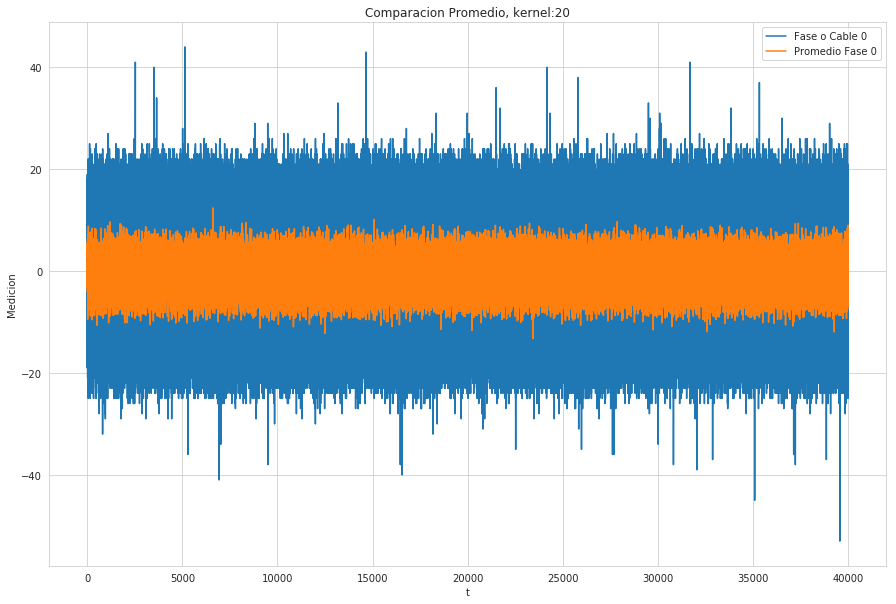 Comparacion Promedio, kernel:20
Fase o Cable 0
Promedio Fase 0
Medicion
40
20
0
−20
−40
0 5000 10000 15000 20000 25000 30000 35000 40000
t